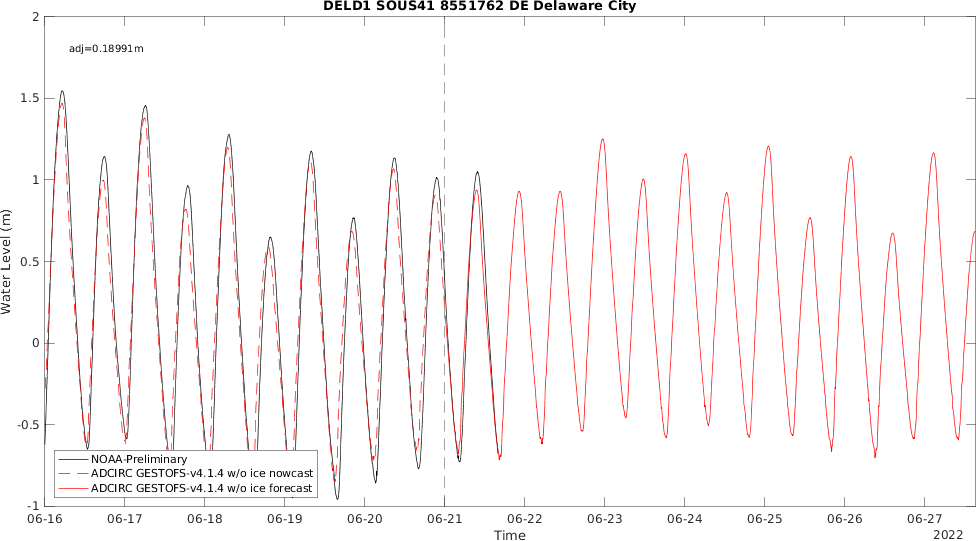 DELD1 SOUS41 8551762 DE Delaware City
adj=0.18991m
2
1.5
1
0.5
0
-0.5
-1
Water Level (m)
NOAA-Preliminary
ADCIRC GESTOFS-v4.1.4 w/o ice nowcast
ADCIRC GESTOFS-v4.1.4 w/o ice forecast
06-16 06-17 06-18 06-19 06-20 06-21 06-22 06-23 06-24 06-25 06-26 06-27
Time
2022